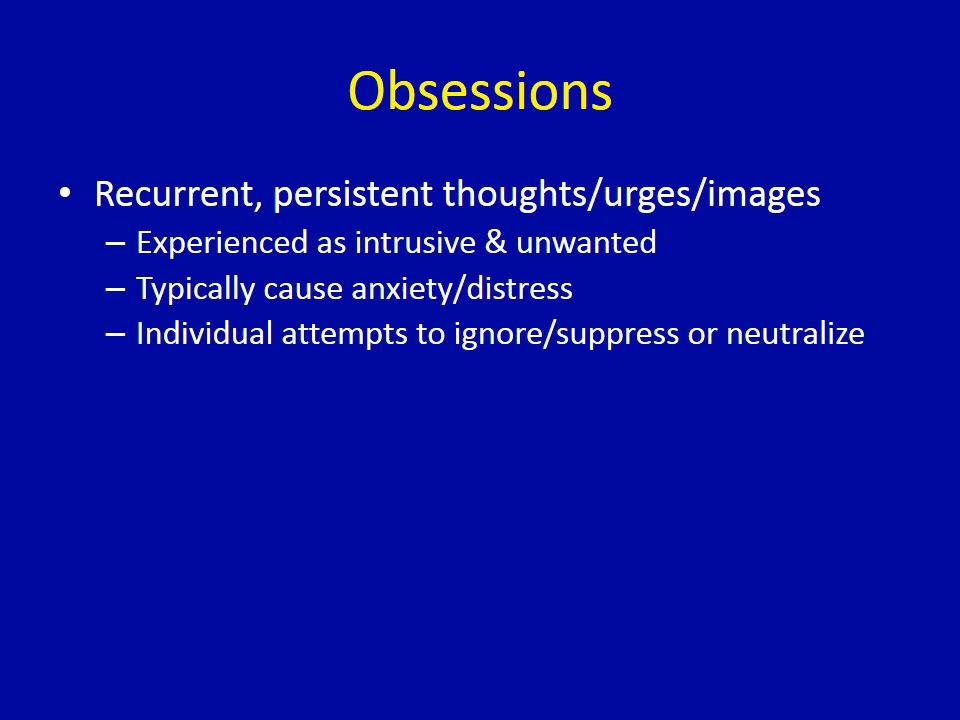 Obsessions
• Recurrent, persistent thoughts/urges/images
– Experienced as intrusive & unwanted
– Typically cause anxiety/distress
– Individual attempts to ignore/suppress or neutralize